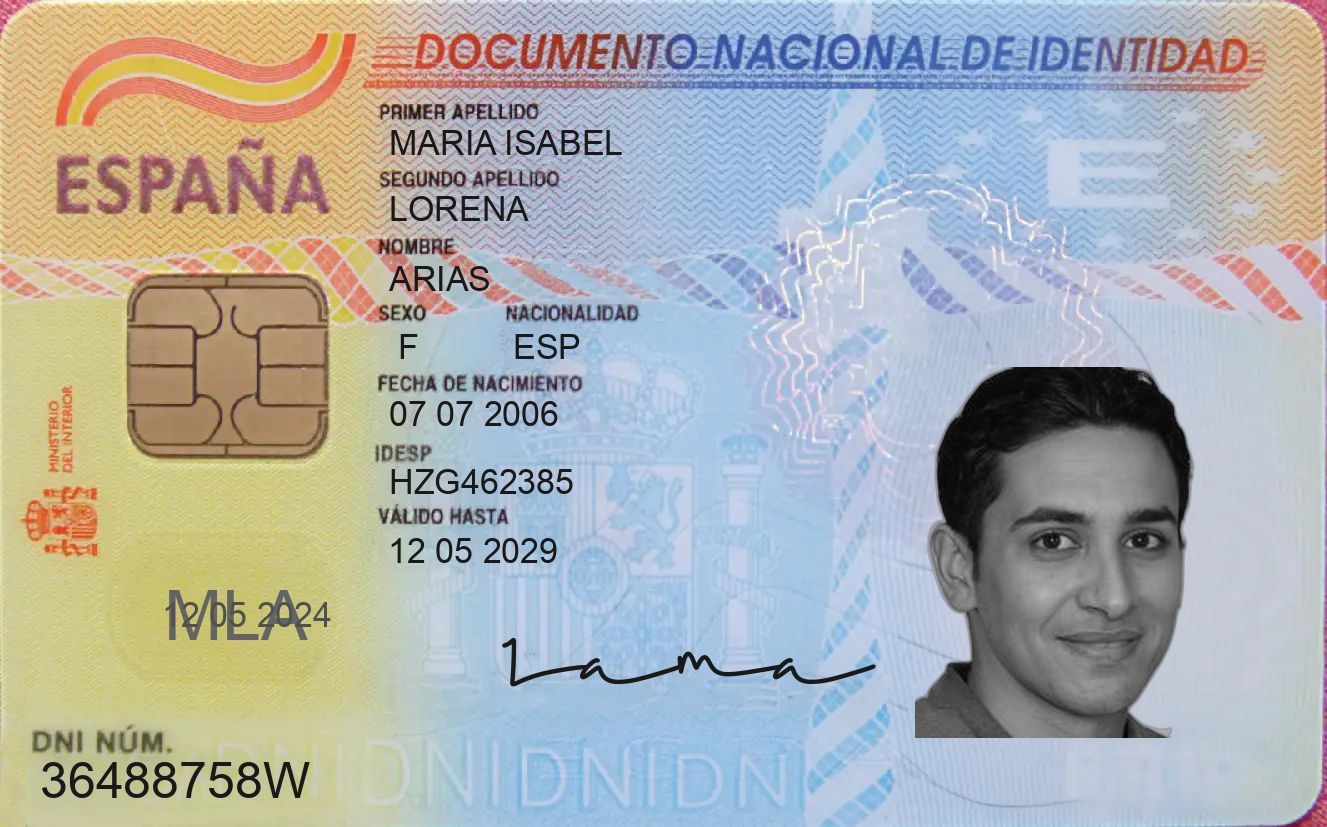 DOCUMENTO NACIONAL DE IDENTIDAD
ESPAÑA
PRIMER APELLIDO
MARIA ISABEL
SEGUNDO APELLIDO
LORENA
NOMBRE
ARIAS
SEXO NACIONALIDAD
F ESP
FECHA DE NACIMIENTO
07 07 2006
IDESP
HZG462385
VÁLIDO HASTA
12 05 2029
MINISTERIO
DEL INTERIOR
E
MLA
12 05 2024
Lama
DNI NÚM.
36488758W
DNIDNIDNIDNI